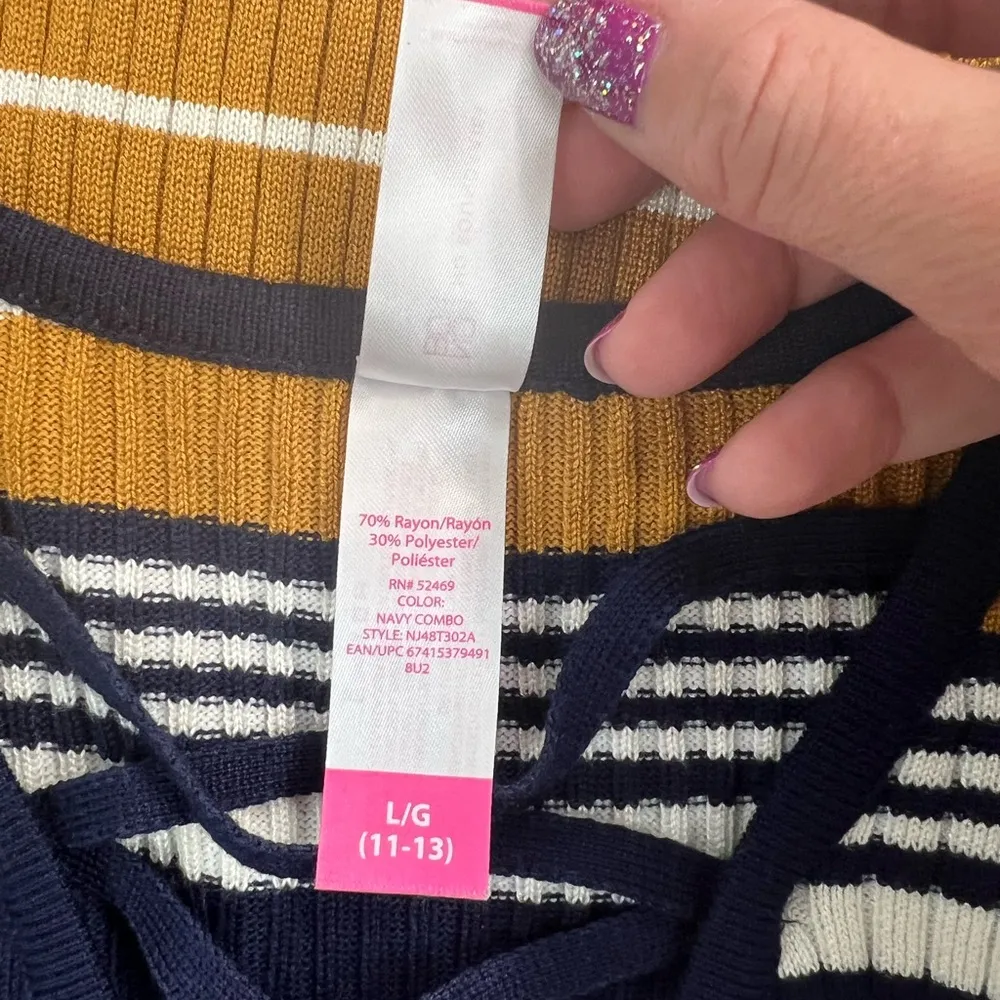 70% Rayon/Rayón
30% Polyester/
Poliéster
RN# 52469
COLOR:
NAVY COMBO
STYLE: NJ48T302A
EAN/UPC 67415379491
8U2
L/G
(11-13)